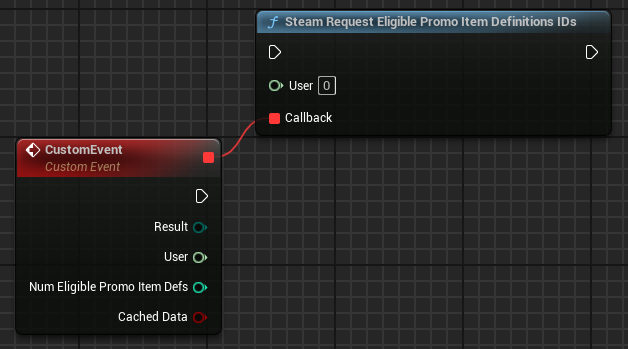 Steam Request Eligible Promo Item Definitions IDs
User 0
Callback
CustomEvent
Custom Event
Result
User
Num Eligible Promo Item Defs
Cached Data